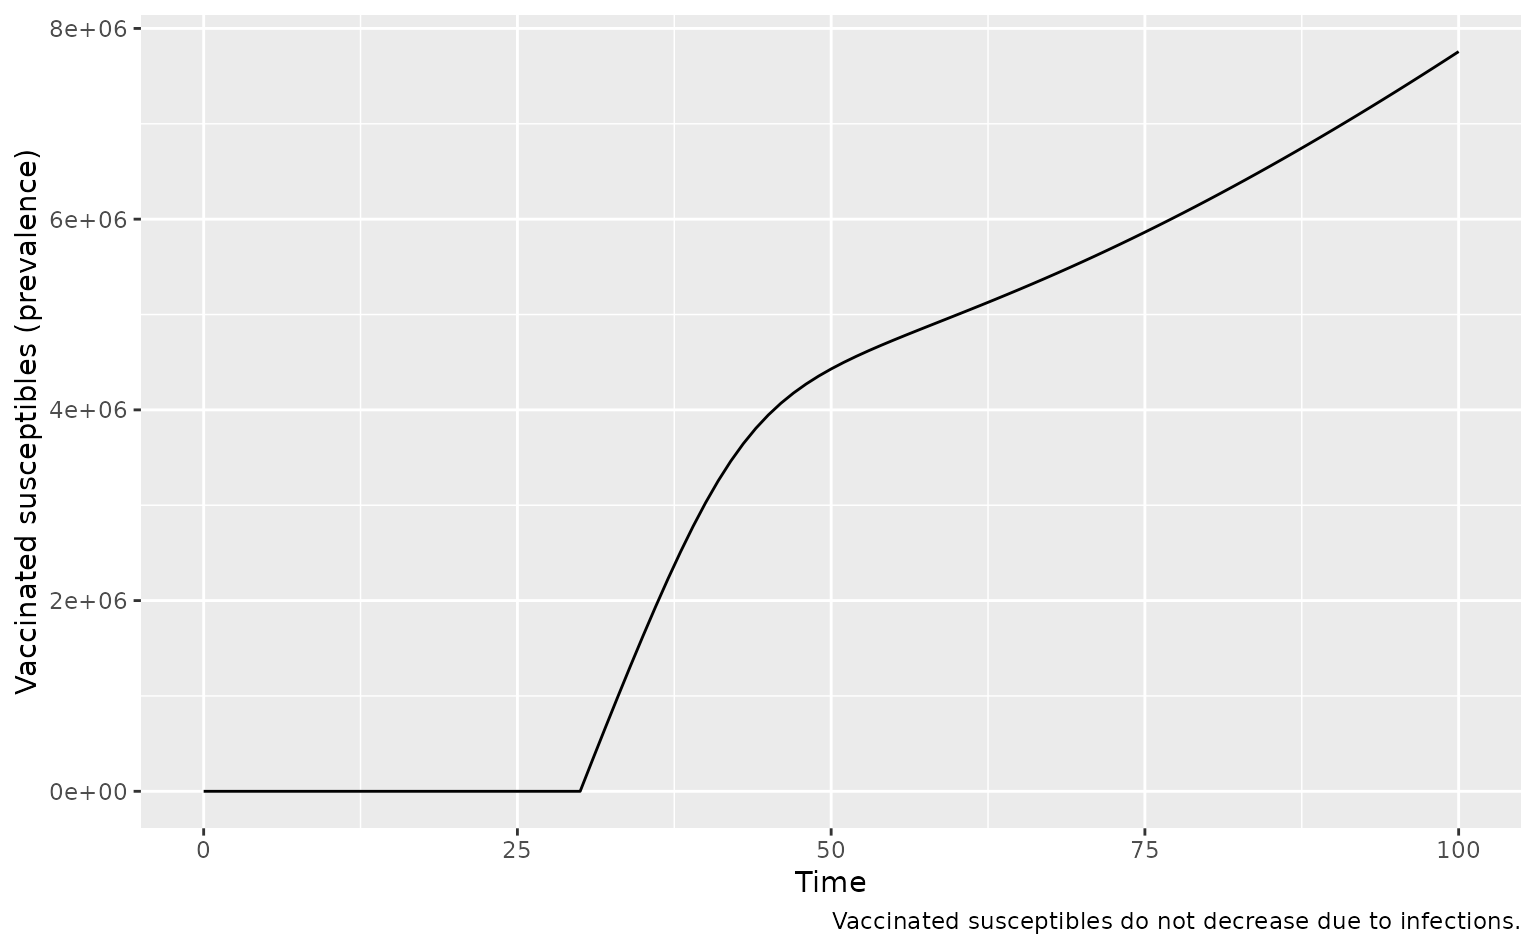 8e+06
6e+06
4e+06
2e+06
0e+00
Vaccinated susceptibles (prevalence)
0 25 50 75 100
Time
Vaccinated susceptibles do not decrease due to infections.